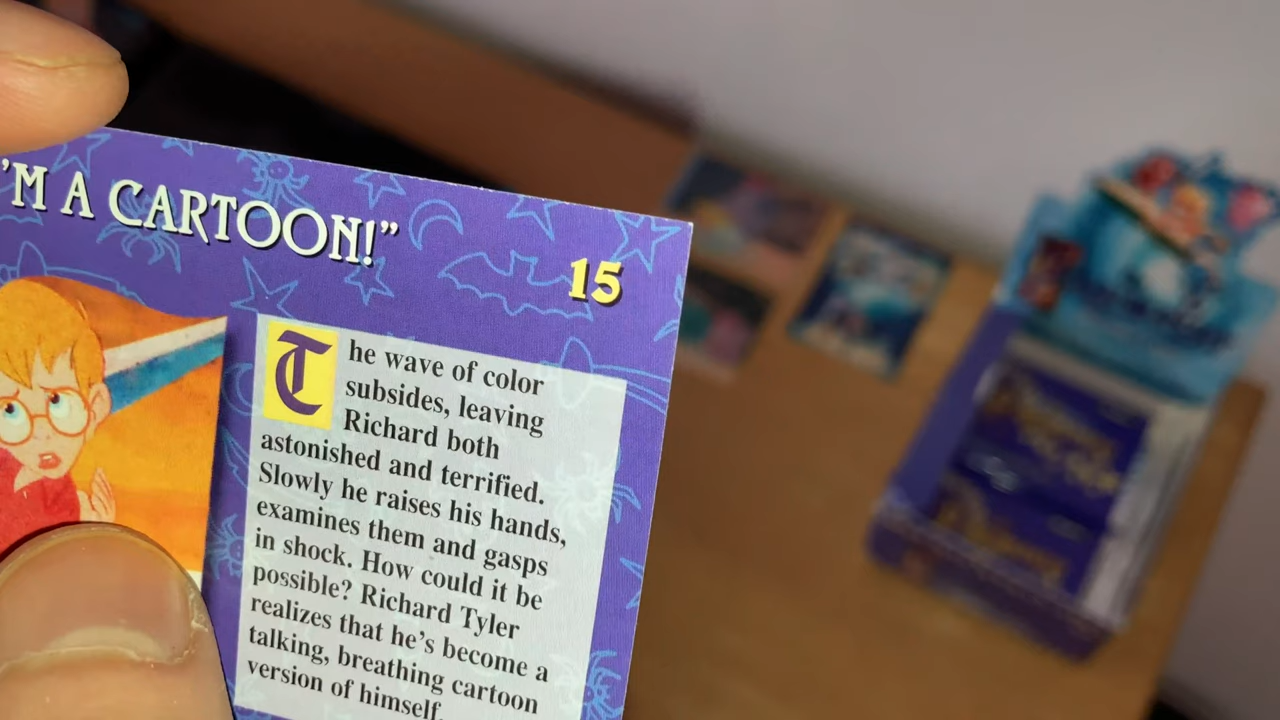 'M A CARTOON!"
15
The wave of color
subsides, leaving
Richard both
astonished and terrified.
Slowly he raises his hands,
examines them and gasps
in shock. How could it be
possible? Richard Tyler
realizes that he's become a
talking, breathing cartoon
version of himself.